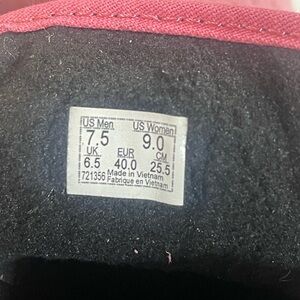 US Men US Women
7.5 9.0
UK EUR CM
6.5 40.0 25.5
721356 Made in Vietnam
Fabrique en Vietnam